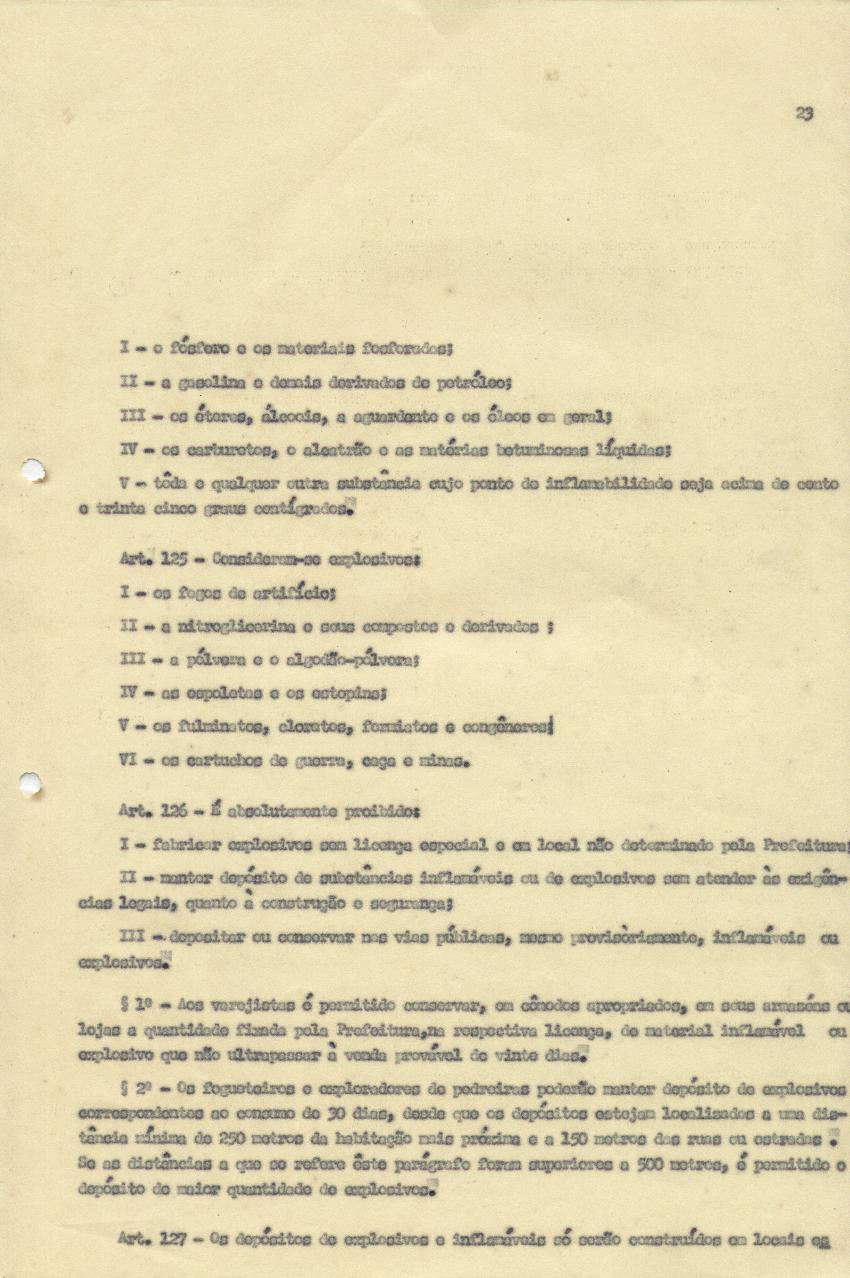 23
I - o fósforo e os materiais fosforados;
II - a gasolina e demais derivados de petróleo;
III - os éteres, álcoois, a aguardente e os óleos em geral;
IV - os carburetos, o alcatrão e as matérias betuminosas líquidas;
V - tôda e qualquer outra substância cujo ponto de inflamabilidade seja acima de cento
e trinta cinco graus centígrados.
Art. 125 - Consideram-se explosivos:
I - os fogos de artifício;
II - a nitroglicerina e seus compostos e derivados ;
III - a pólvora e o algodão-pólvora;
IV - as espoletas e os estopins;
V - os fulminatos, cloratos, formiatos e congêneres;
VI - os cartuchos de guerra, caça e minas.
Art. 126 - É absolutamente proibido:
I - fabricar explosivos sem licença especial e em local não determinado pela Prefeitura;
II - manter depósito de substâncias inflamáveis ou de explosivos sem atender às exigên-
cias legais, quanto à construção e segurança;
III - depositar ou conservar nas vias públicas, mesmo provisòriamente, inflamáveis ou
explosivos.
§ 1º - Aos varejistas é permitido conservar, em cômodos apropriados, em seus armazéns ou
lojas a quantidade fixada pela Prefeitura,na respectiva licença, de material inflamável ou
explosivo que não ultrapassar à venda provável de vinte dias.
§ 2º - Os fogueteiros e exploradores de pedreiras poderão manter depósito de explosivos
correspondentes ao consumo de 30 dias, desde que os depósitos estejam localizados a uma dis-
tância mínima de 250 metros da habitação mais próxima e a 150 metros das ruas ou estradas .
Se as distâncias a que se refere êste parágrafo forem superiores a 500 metros, é permitido o
depósito de maior quantidade de explosivos.
Art. 127 - Os depósitos de explosivos e inflamáveis só serão construídos em locais es